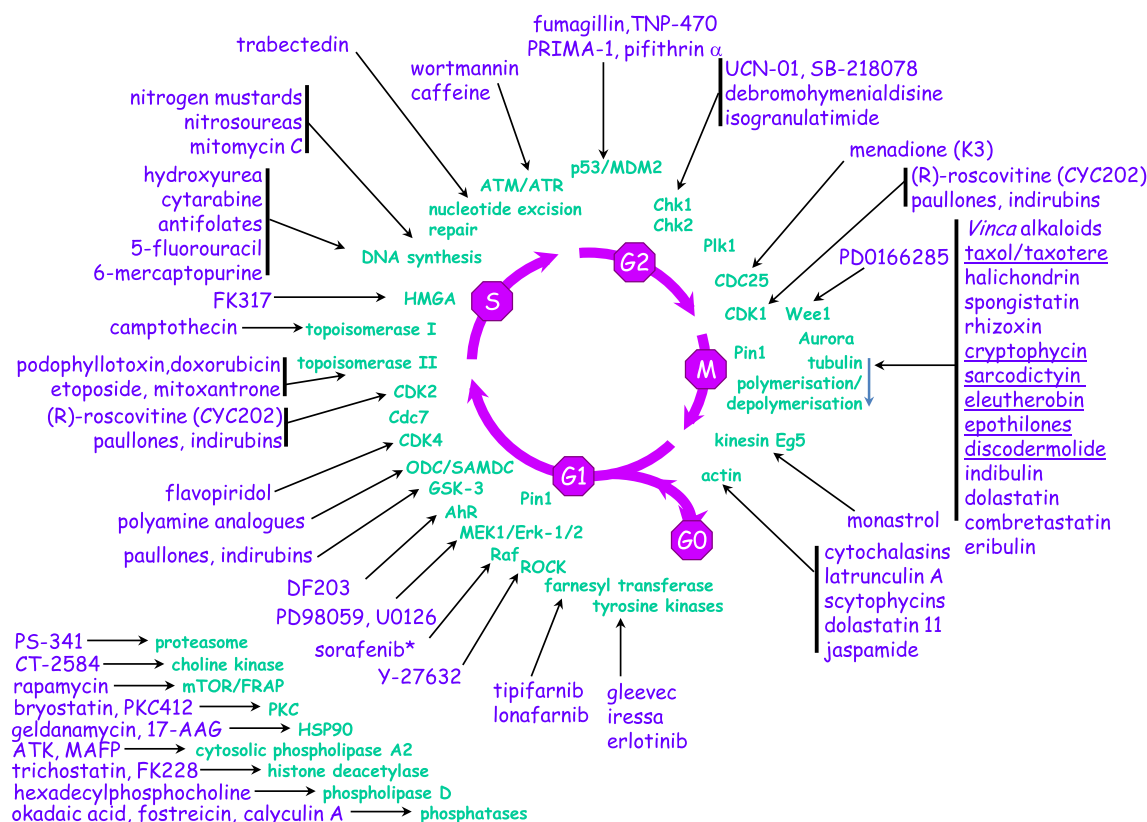 fumagillin,TNP-470
PRIMA-1, pifithrin α
trabectedin
wortmannin
caffeine
UCN-01, SB-218078
debromohymenialdisine
isogranulatimide
nitrogen mustards
nitrosoureas
mitomycin C
menadione (K3)
(R)-roscovitine (CYC202)
paullones, indirubins
hydroxyurea
cytarabine
antifolates
5-fluorouracil
6-mercaptopurine
p53/MDM2
ATM/ATR
nucleotide excision
repair
DNA synthesis
Chk1
Chk2
Plk1
CDC25
PD0166285
CDK1
Wee1
Aurora
Pin1
tubulin
polymerisation/
depolymerisation
Vinca alkaloids
taxol/taxotere
halichondrin
spongistatin
rhizoxin
cryptophycin
sarcodictyin
eleutherobin
epothilones
discodermolide
indibulin
dolastatin
combretastatin
eribulin
FK317
HMGA
camptothecin
topoisomerase I
podophyllotoxin,doxorubicin
etoposide, mitoxantrone
topoisomerase II
(R)-roscovitine (CYC202)
paullones, indirubins
CDK2
Cdc7
CDK4
S
G2
M
G1
G0
kinesin Eg5
actin
monastrol
cytochalasins
latrunculin A
scytophycins
dolastatin 11
jaspamide
flavopiridol
polyamine analogues
paullones, indirubins
ODC/SAMDC
GSK-3
Pin1
AhR
MEK1/Erk-1/2
Raf
ROCK
farnesyl transferase
tyrosine kinases
DF203
PD98059, U0126
sorafenib*
Y-27632
tipifarnib
lonafarnib
gleevec
iressa
erlotinib
PS-341 proteasome
CT-2584 choline kinase
rapamycin mTOR/FRAP
bryostatin, PKC412 PKC
geldanamycin, 17-AAG HSP90
ATK, MAFP cytosolic phospholipase A2
trichostatin, FK228 histone deacetylase
hexadecylphosphocholine phospholipase D
okadaic acid, fostreicin, calyculin A phosphatases